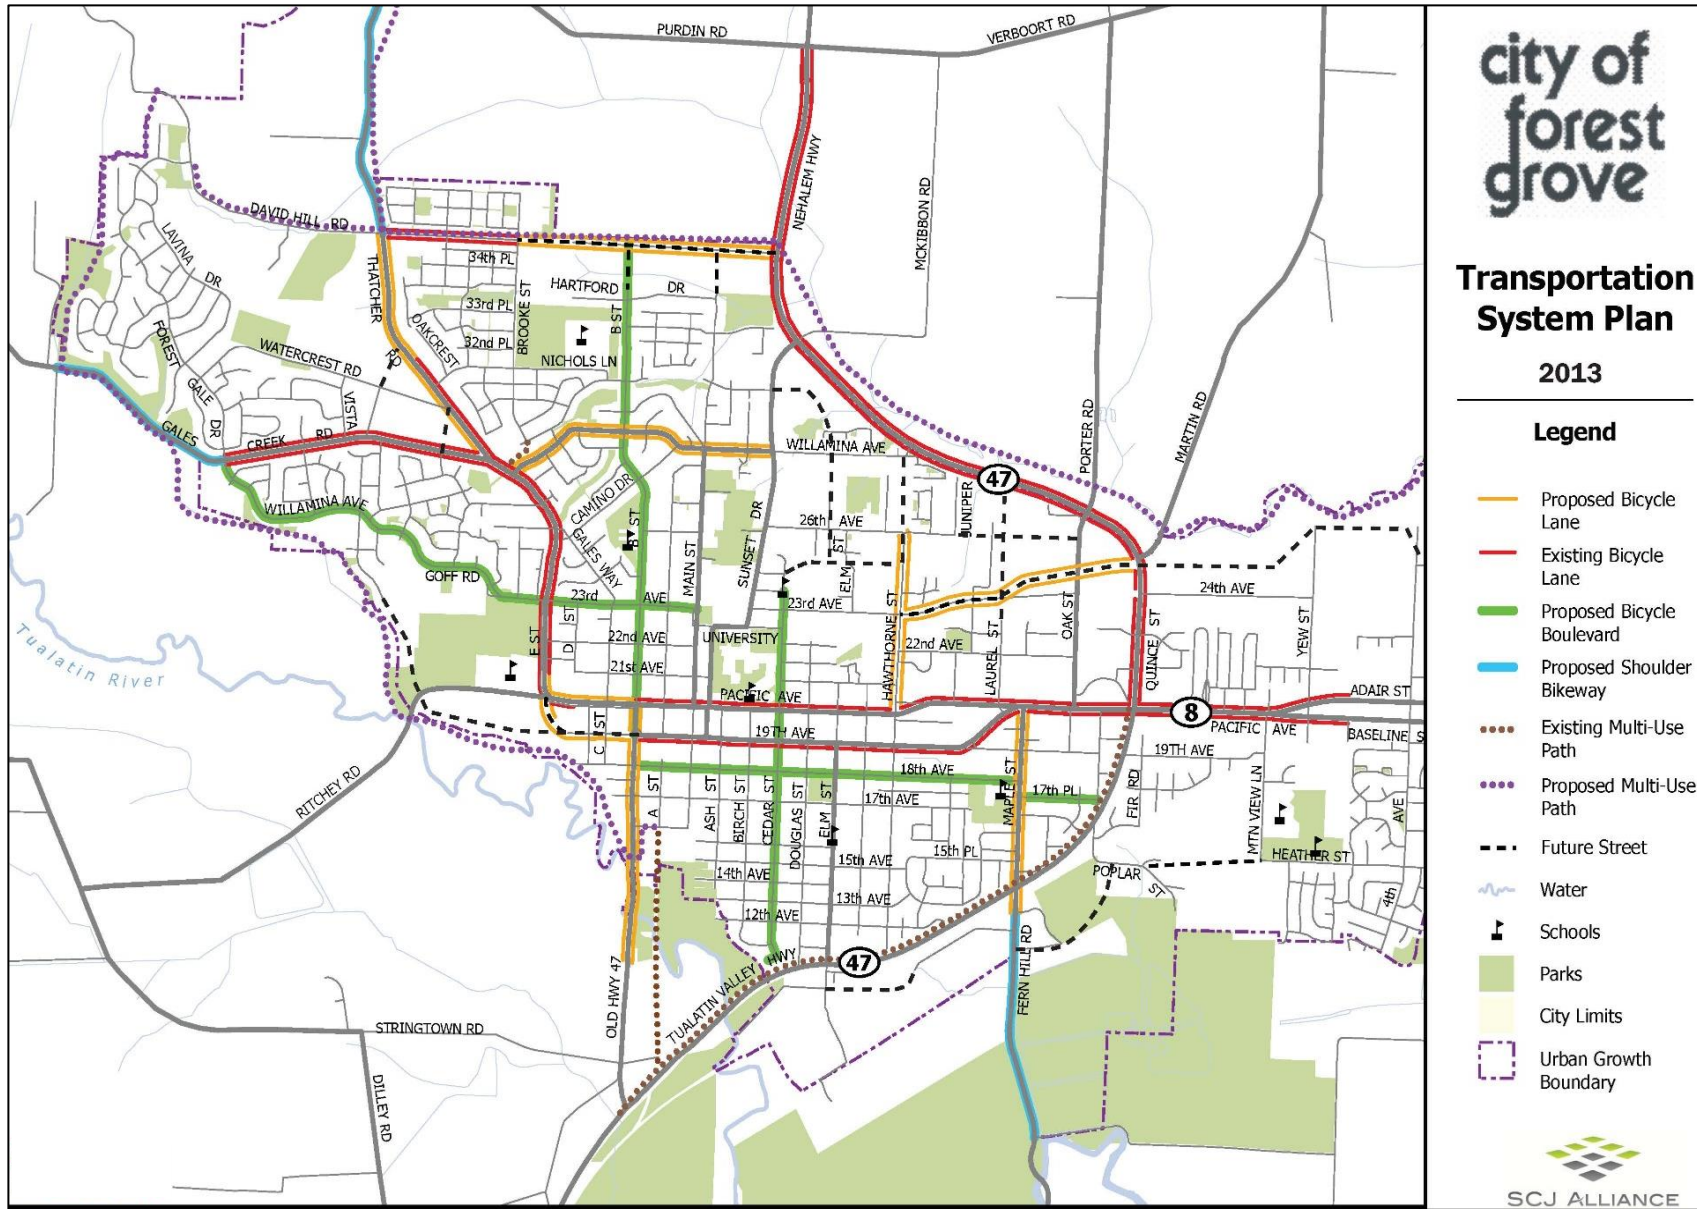 PURDIN RD
VERBOORT RD
NEHALEM HWY
MCKIBBON RD
DAVID HILL RD
LAVINA
DR
THATCHER
RD
34th PL
HARTFORD
DR
33rd PL
BROOKE ST
B ST
OAKCREST
32nd PL
NICHOLS LN
FOREST
GALE
DR
WATERCREST RD
VISTA
GALES
CREEK
RD
WILLAMINA AVE
PORTER RD
MARTIN RD
47
WILLAMINA AVE
CAMINO DR
GALES WAY
B ST
MAIN ST
SUNSET
DR
26th AVE
JUNIPER
ELM ST
GOFF RD
23rd
AVE
23RD AVE
24th AVE
HAWTHORNE ST
OAK ST
QUINCE ST
YEW ST
E ST
D ST
22nd AVE
UNIVERSITY
22nd AVE
LAUREL ST
21st AVE
Tualatin River
PACIFIC AVE
ADAIR ST
8
PACIFIC AVE
BASELINE S
C ST
19TH AVE
19TH AVE
RITCHEY RD
18th AVE
A ST
ASH ST
BIRCH ST
CEDAR ST
DOUGLAS ST
ELM ST
17th AVE
MAPLE ST
17th PL
FIR RD
MTN VIEW LN
AVE
15th AVE
15th PL
HEATHER ST
14th AVE
POPLAR
ST
13th AVE
4th
12th AVE
47
OLD HWY 47
TUALATIN VALLEY HWY
FERN HILL RD
STRINGTOWN RD
DILLEY RD
city of
forest
grove
Transportation
System Plan
2013
Legend
Proposed Bicycle
Lane
Existing Bicycle
Lane
Proposed Bicycle
Boulevard
Proposed Shoulder
Bikeway
Existing Multi-Use
Path
Proposed Multi-Use
Path
Future Street
Water
Schools
Parks
City Limits
Urban Growth
Boundary
SCJ ALLIANCE